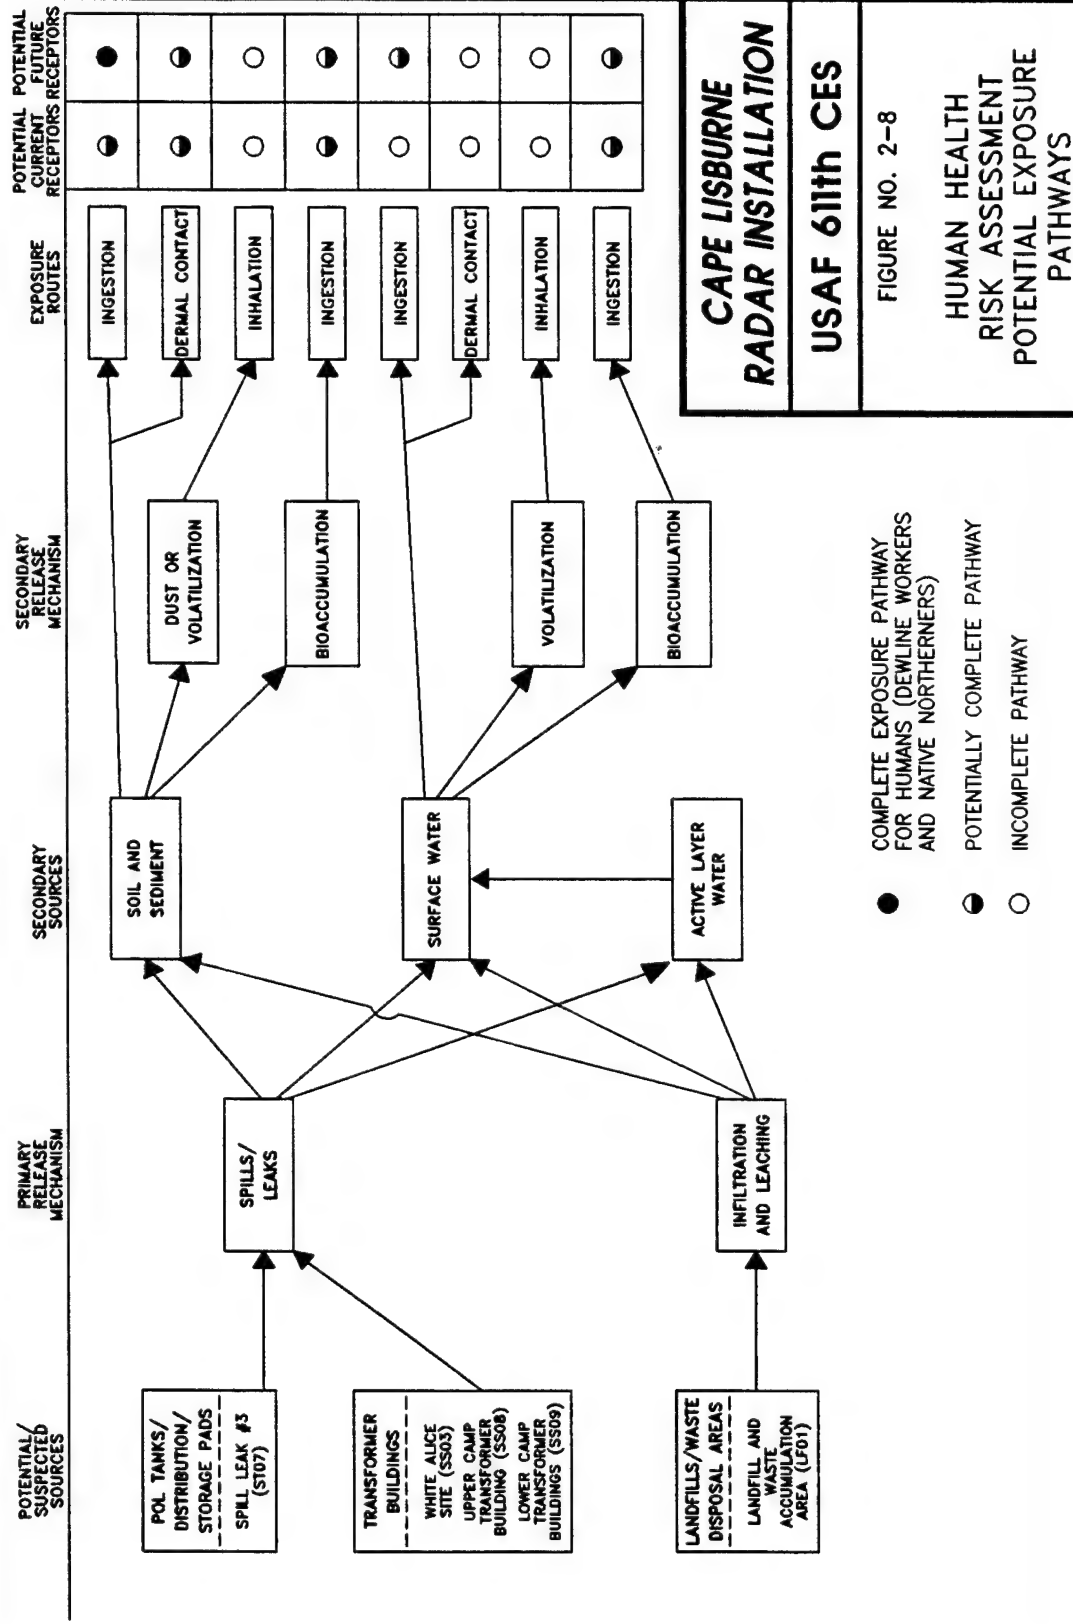 POTENTIAL/
SUSPECTED
SOURCES
PRIMARY
RELEASE
MECHANISM
SECONDARY
SOURCES
SECONDARY
RELEASE
MECHANISM
EXPOSURE
ROUTES
POTENTIAL
CURRENT
RECEPTORS
POTENTIAL
FUTURE
RECEPTORS
POL TANKS/
DISTRIBUTION/
STORAGE PADS
SPILL LEAK #3
(ST07)
TRANSFORMER
BUILDINGS
WHITE ALICE
SITE (SS03)
UPPER CAMP
TRANSFORMER
BUILDING (SS08)
LOWER CAMP
TRANSFORMER
BUILDINGS (SS09)
LANDFILLS/WASTE
DISPOSAL AREAS
LANDFILL AND
WASTE
ACCUMULATION
AREA (LF01)
SPILLS/
LEAKS
INFILTRATION
AND LEACHING
SOIL AND
SEDIMENT
SURFACE WATER
ACTIVE LAYER
WATER
DUST OR
VOLATILIZATION
BIOACCUMULATION
VOLATILIZATION
BIOACCUMULATION
INGESTION
DERMAL CONTACT
INHALATION
INGESTION
INGESTION
DERMAL CONTACT
INHALATION
INGESTION
COMPLETE EXPOSURE PATHWAY
FOR HUMANS (DEWLINE WORKERS
AND NATIVE NORTHERNERS)
POTENTIALLY COMPLETE PATHWAY
INCOMPLETE PATHWAY
CAPE LISBURNE
RADAR INSTALLATION
USAF 611th CES
FIGURE NO. 2-8
HUMAN HEALTH
RISK ASSESSMENT
POTENTIAL EXPOSURE
PATHWAYS